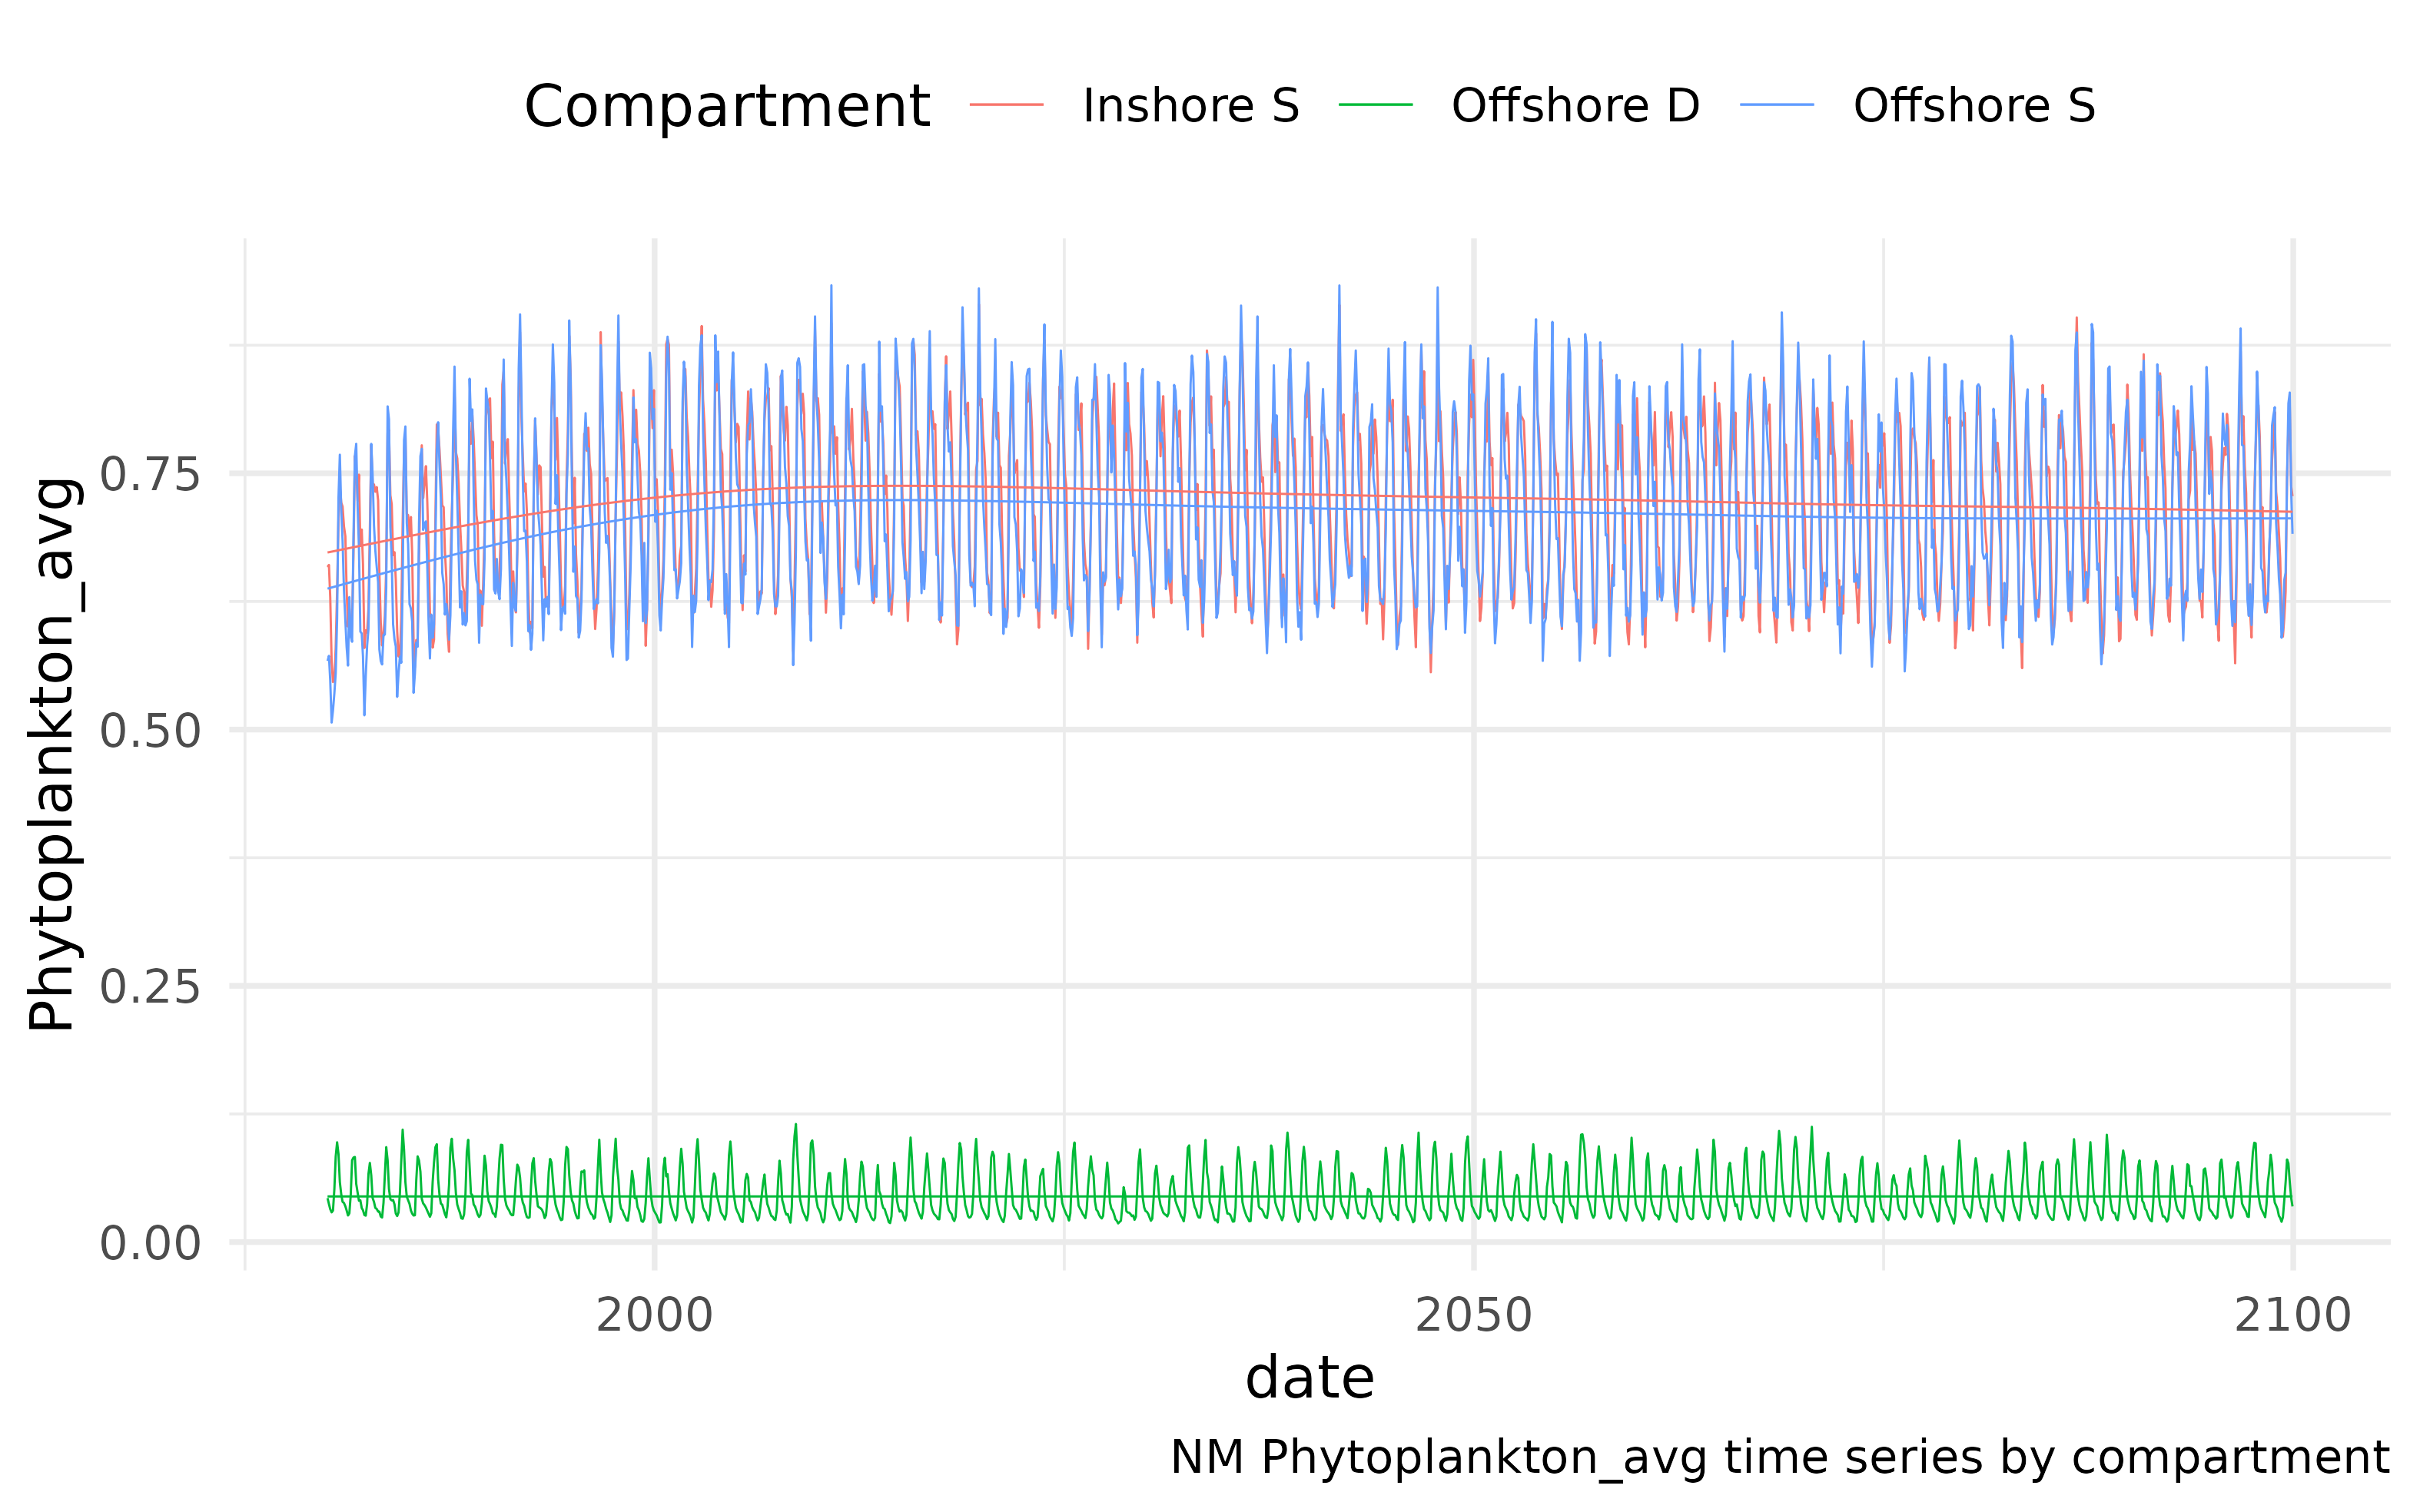 Compartment Inshore S Offshore D Offshore S
Phytoplankton_avg
0.75
0.50
0.25
0.00
2000 2050 2100
date
NM Phytoplankton_avg time series by compartment